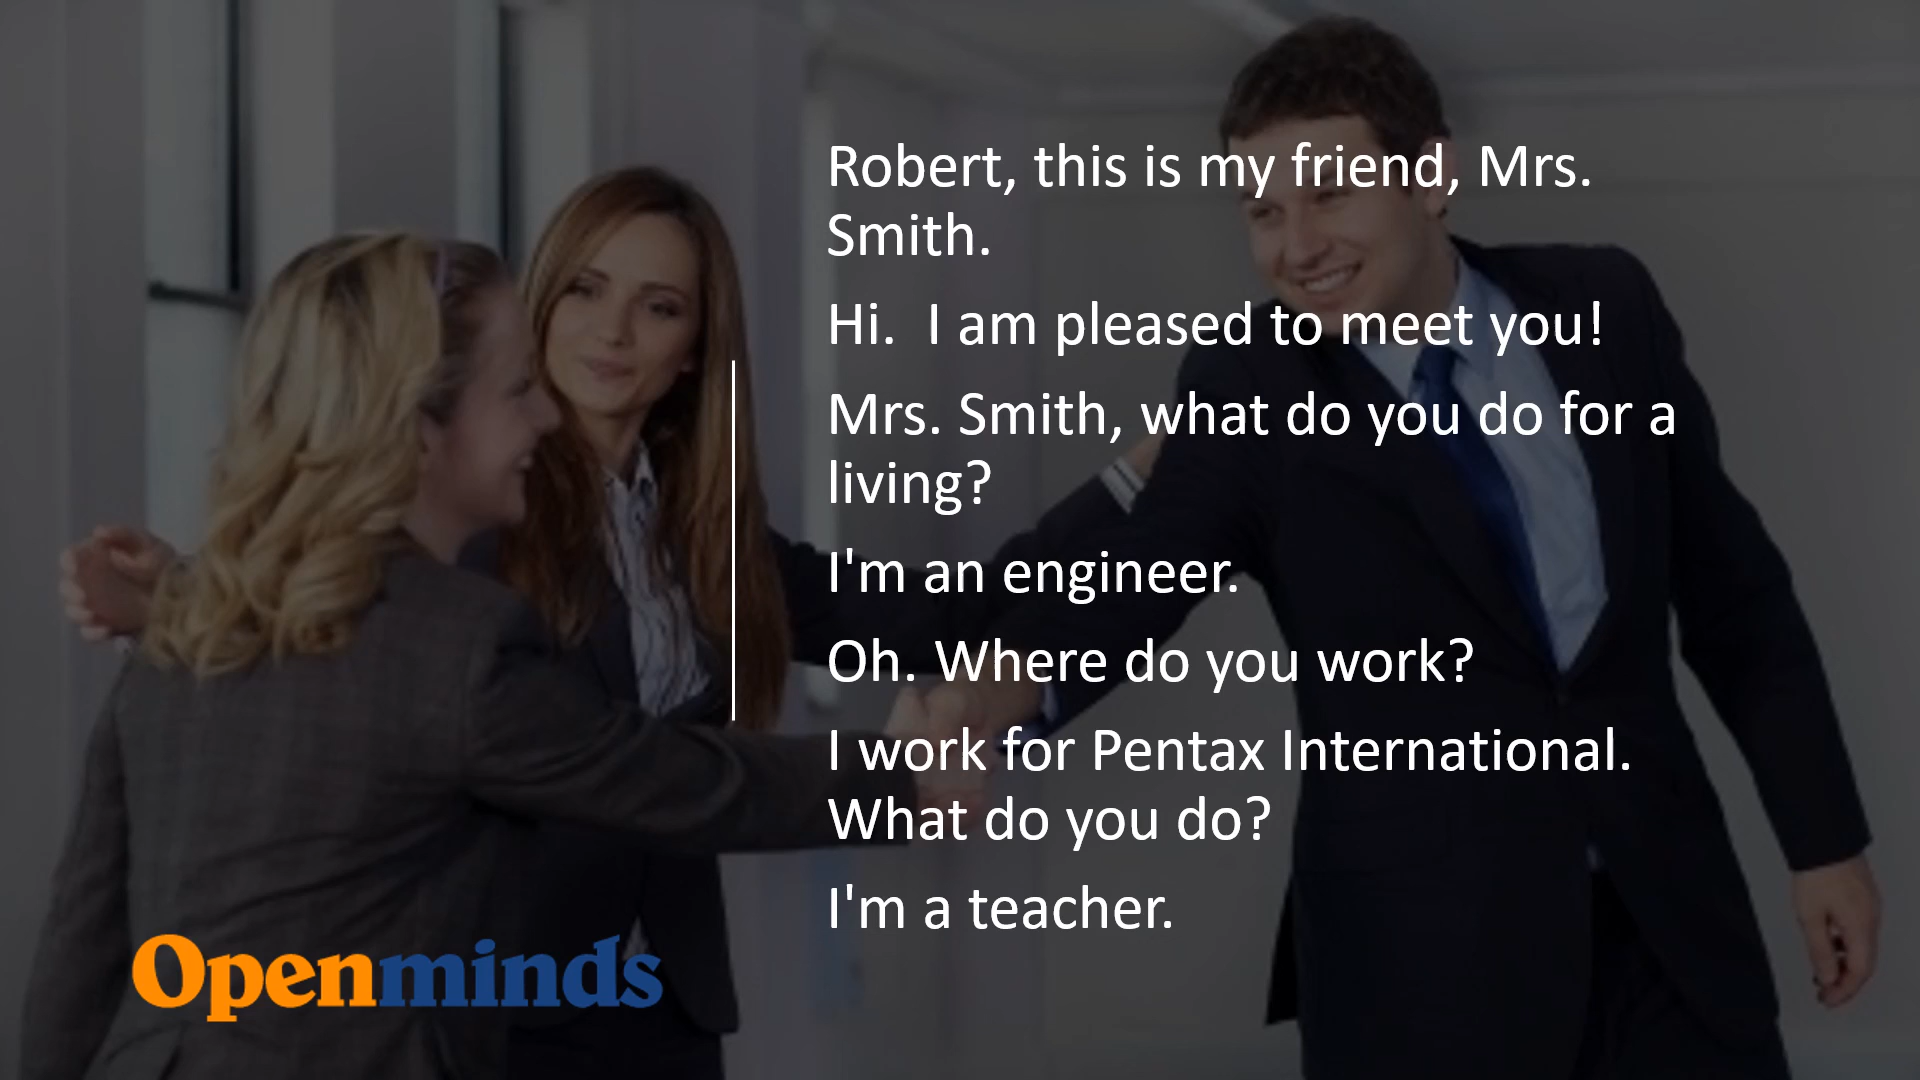 Robert, this is my friend, Mrs.
Smith.
Hi.  I am pleased to meet you!
Mrs. Smith, what do you do for a
living?
I'm an engineer.
Oh. Where do you work?
I work for Pentax International.
What do you do?
I'm a teacher.
Openminds